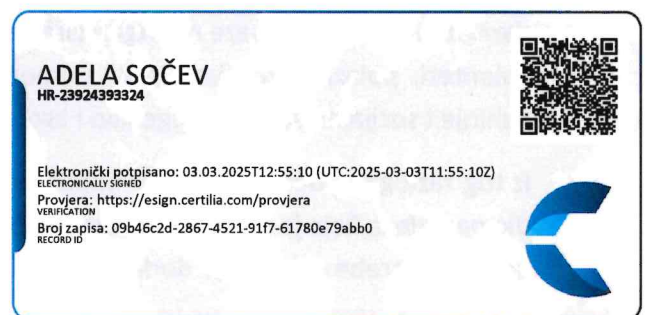 ADELA SOČEV
HR-23924393324
Elektronički potpisano: 03.03.2025T12:55:10 (UTC:2025-03-03T11:55:10Z)
ELECTRONICALLY SIGNED
Provjera: https://esign.certilia.com/provjera
VERIFICATION
Broj zapisa: 09b46c2d-2867-4521-91f7-61780e79abb0
RECORD ID